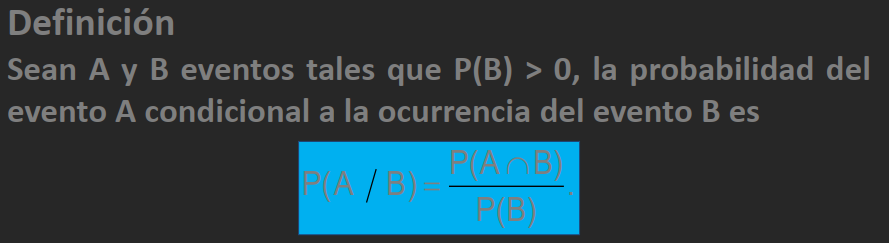 Definición
Sean A y B eventos tales que P(B) > 0, la probabilidad del
evento A condicional a la ocurrencia del evento B es
P(A / B) = P(A ∩ B) / P(B) .